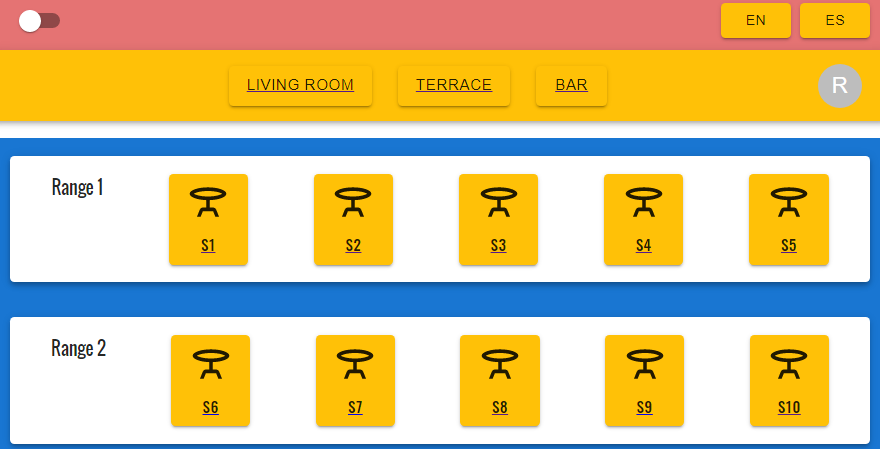 EN ES
LIVING ROOM TERRACE BAR R
Range 1
S1 S2 S3 S4 S5
Range 2
S6 S7 S8 S9 S10